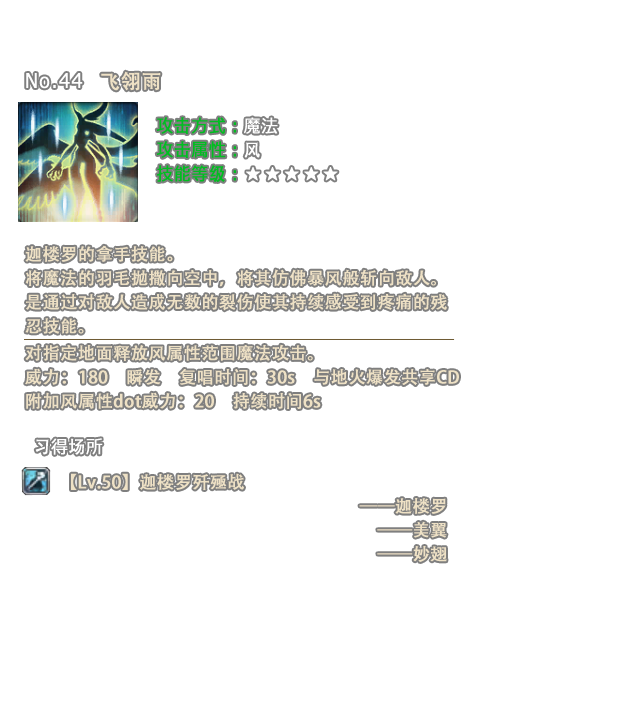 No.44 飞翎雨
攻击方式：魔法
攻击属性：风
技能等级：☆☆☆☆☆
迦楼罗的拿手技能。
将魔法的羽毛抛撒向空中，将其仿佛暴风般斩向敌人。
是通过对敌人造成无数的裂伤使其持续感受到疼痛的残
忍技能。
对指定地面释放风属性范围魔法攻击。
威力：180 瞬发 复唱时间：30s 与地火爆发共享CD
附加风属性dot威力：20 持续时间6s
习得场所
【Lv.50】迦楼罗歼殛战
——迦楼罗
——美翼
——妙翅